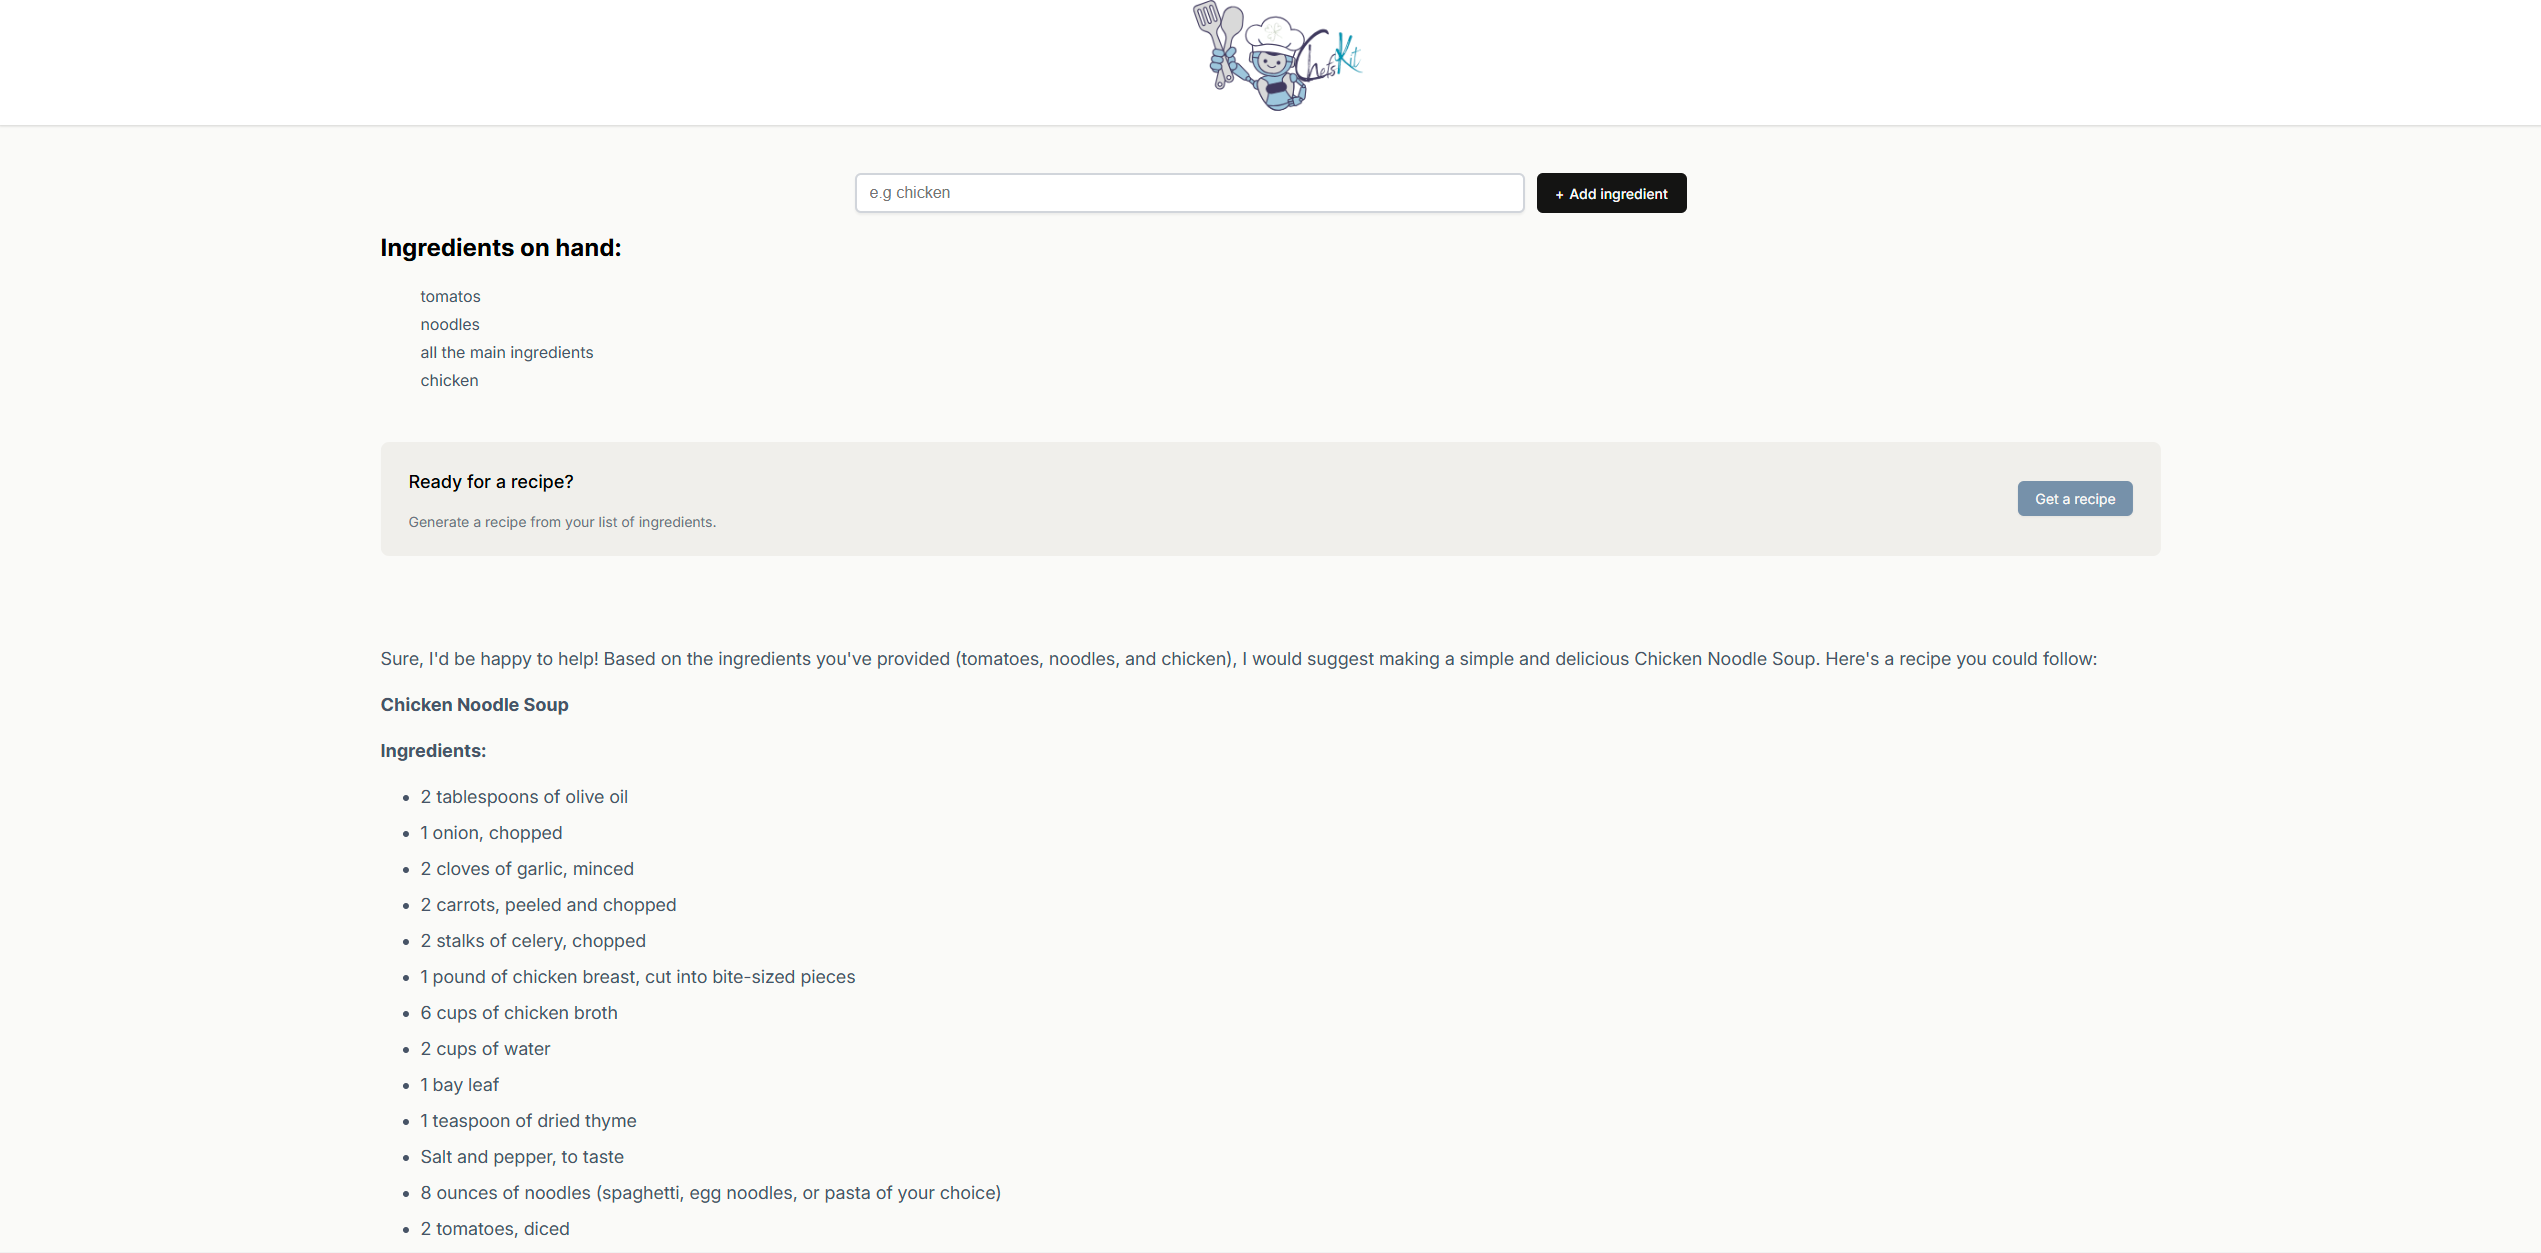 ChefsKit
e.g chicken
+ Add ingredient
Ingredients on hand:
tomatos
noodles
all the main ingredients
chicken
Ready for a recipe?
Get a recipe
Generate a recipe from your list of ingredients.
Sure, I'd be happy to help! Based on the ingredients you've provided (tomatoes, noodles, and chicken), I would suggest making a simple and delicious Chicken Noodle Soup. Here's a recipe you could follow:
Chicken Noodle Soup
Ingredients:
• 2 tablespoons of olive oil
• 1 onion, chopped
• 2 cloves of garlic, minced
• 2 carrots, peeled and chopped
• 2 stalks of celery, chopped
• 1 pound of chicken breast, cut into bite-sized pieces
• 6 cups of chicken broth
• 2 cups of water
• 1 bay leaf
• 1 teaspoon of dried thyme
• Salt and pepper, to taste
• 8 ounces of noodles (spaghetti, egg noodles, or pasta of your choice)
• 2 tomatoes, diced